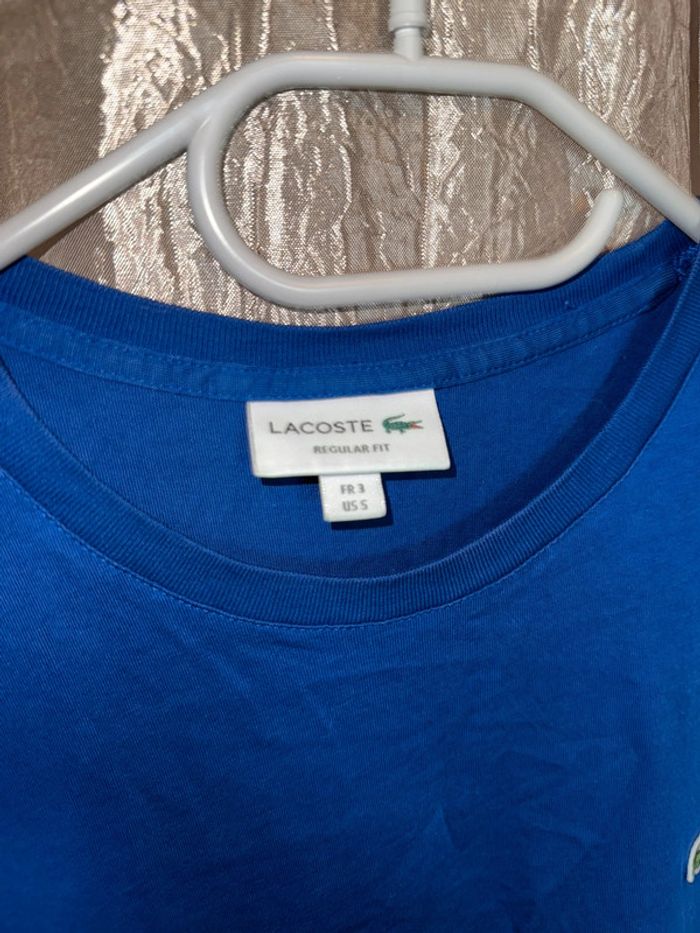 LACOSTE
REGULAR FIT
FR 3
US S